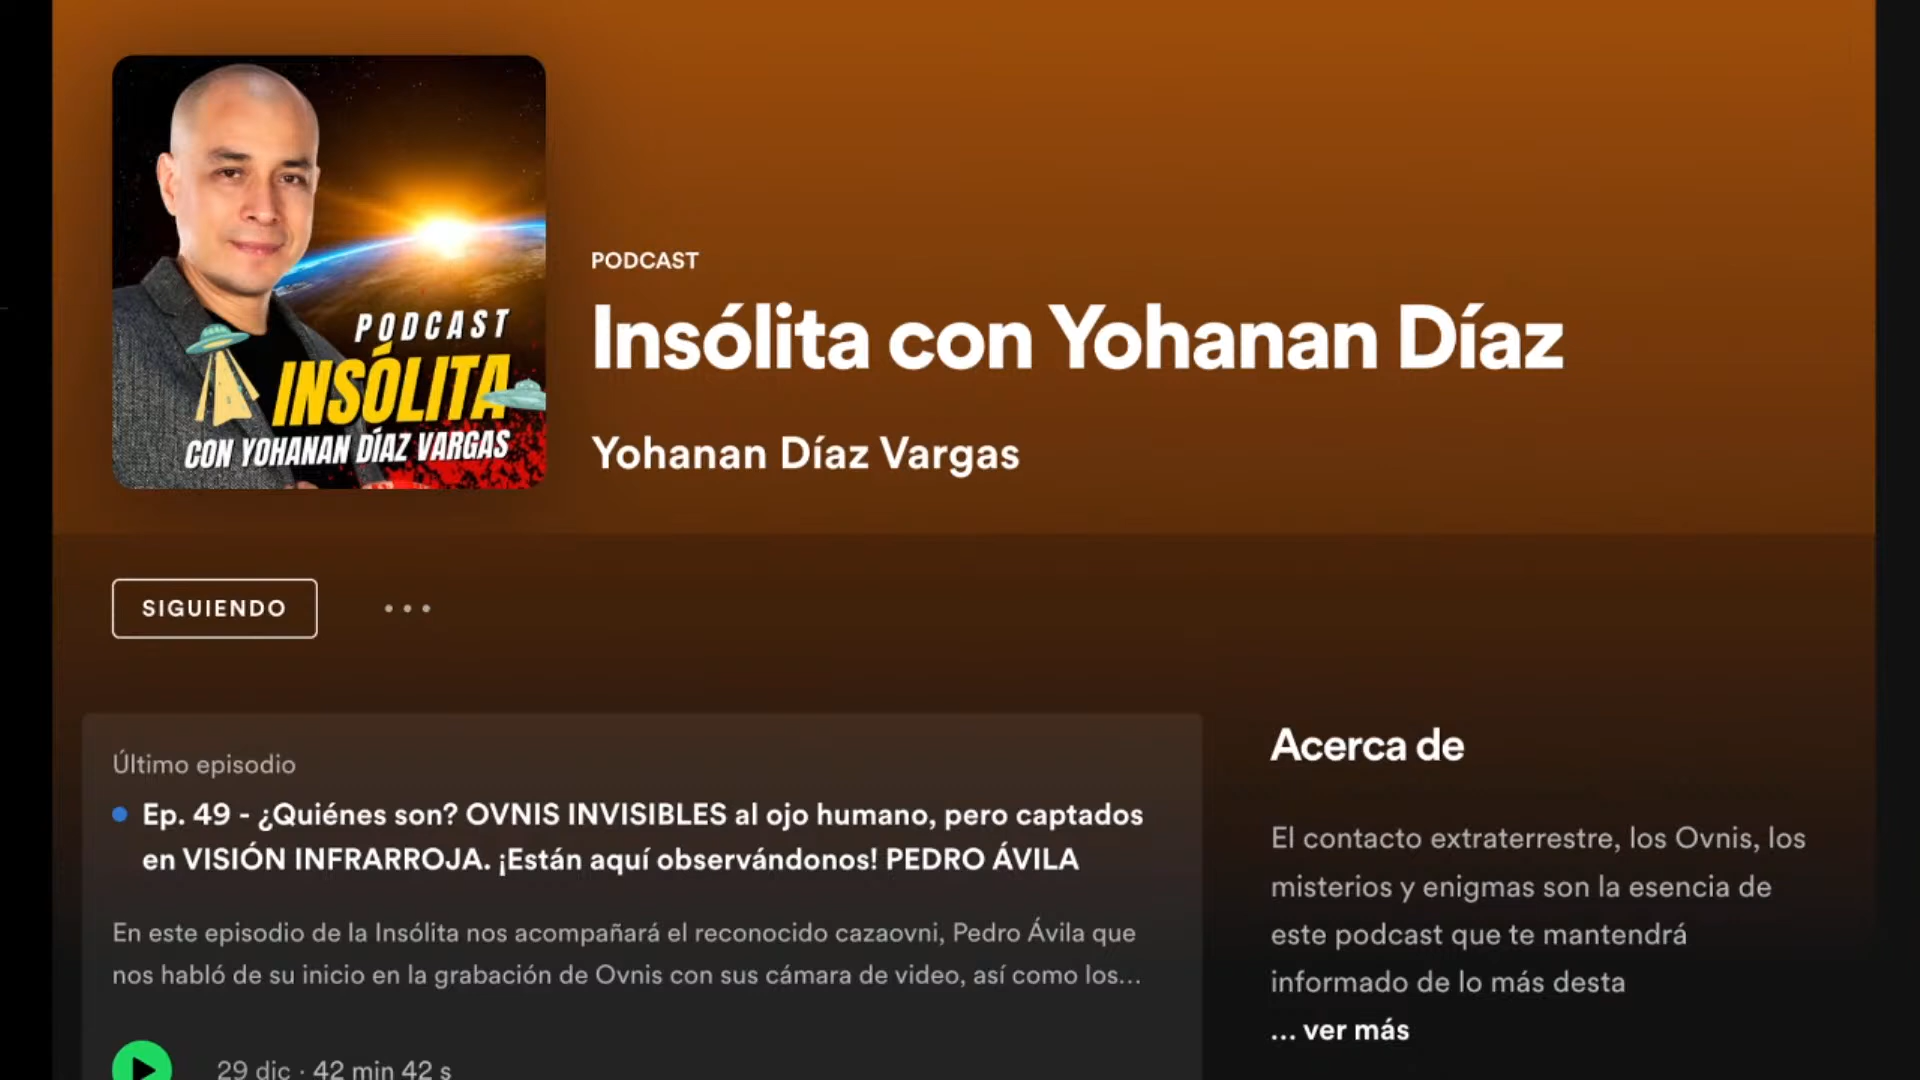 PODCAST
INSÓLITA
CON YOHANAN DÍAZ VARGAS
PODCAST
Insólita con Yohanan Díaz
Yohanan Díaz Vargas
SIGUIENDO
Último episodio
Ep. 49 - ¿Quiénes son? OVNIS INVISIBLES al ojo humano, pero captados
en VISIÓN INFRARROJA. ¡Están aquí observándonos! PEDRO ÁVILA
En este episodio de la Insólita nos acompañará el reconocido cazaovni, Pedro Ávila que
nos habló de su inicio en la grabación de Ovnis con sus cámara de video, así como los...
29 dic · 42 min 42 s
Acerca de
El contacto extraterrestre, los Ovnis, los
misterios y enigmas son la esencia de
este podcast que te mantendrá
informado de lo más desta
... ver más